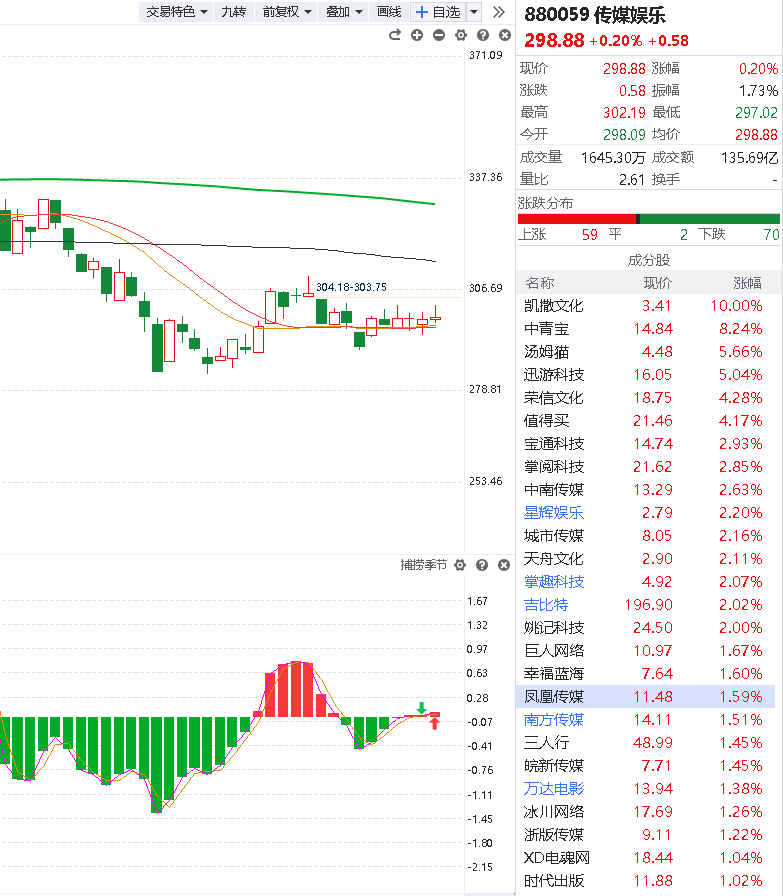 交易特色 九转 前复权 叠加 画线 自选
371.09
337.36
306.69
304.18-303.75
278.81
253.46
捕捞季节
1.67
1.32
0.97
0.63
0.28
-0.07
-0.41
-0.76
-1.11
-1.45
-1.80
-2.15
880059 传媒娱乐
298.88 +0.20% +0.58
现价 298.88 涨幅 0.20%
涨跌 0.58 振幅 1.73%
最高 302.19 最低 297.02
今开 298.09 均价 298.88
成交量 1645.30万 成交额 135.69亿
量比 2.61 换手 -
涨跌分布
上涨 59 平 2 下跌 70
成分股
名称 现价 涨幅
凯撒文化 3.41 10.00%
中青宝 14.84 8.24%
汤姆猫 4.48 5.66%
迅游科技 16.05 5.04%
荣信文化 18.75 4.28%
值得买 21.46 4.17%
宝通科技 14.74 2.93%
掌阅科技 21.62 2.85%
中南传媒 13.29 2.63%
星辉娱乐 2.79 2.20%
城市传媒 8.05 2.16%
天舟文化 2.90 2.11%
掌趣科技 4.92 2.07%
吉比特 196.90 2.02%
姚记科技 24.50 2.00%
巨人网络 10.97 1.67%
幸福蓝海 7.64 1.60%
凤凰传媒 11.48 1.59%
南方传媒 14.11 1.51%
三人行 48.99 1.45%
皖新传媒 7.71 1.45%
万达电影 13.94 1.38%
冰川网络 17.69 1.26%
浙版传媒 9.11 1.22%
XD电魂网 18.44 1.04%
时代出版 11.88 1.02%